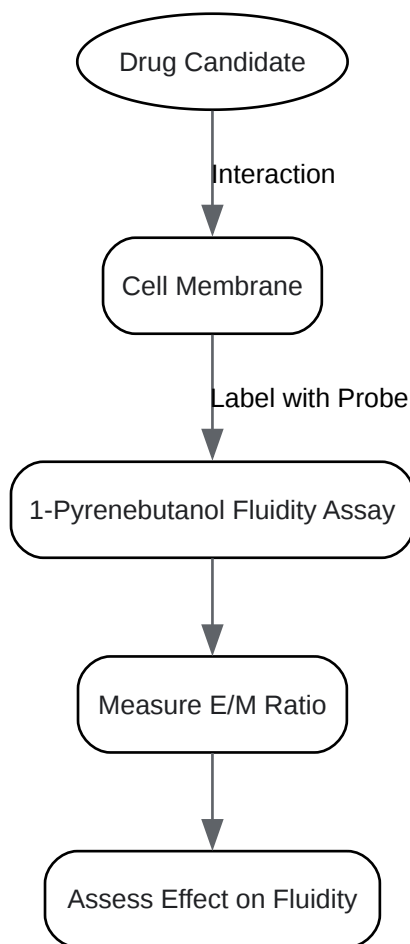 Drug Candidate
Interaction
Cell Membrane
Label with Probe
1-Pyrenebutanol Fluidity Assay
Measure E/M Ratio
Assess Effect on Fluidity